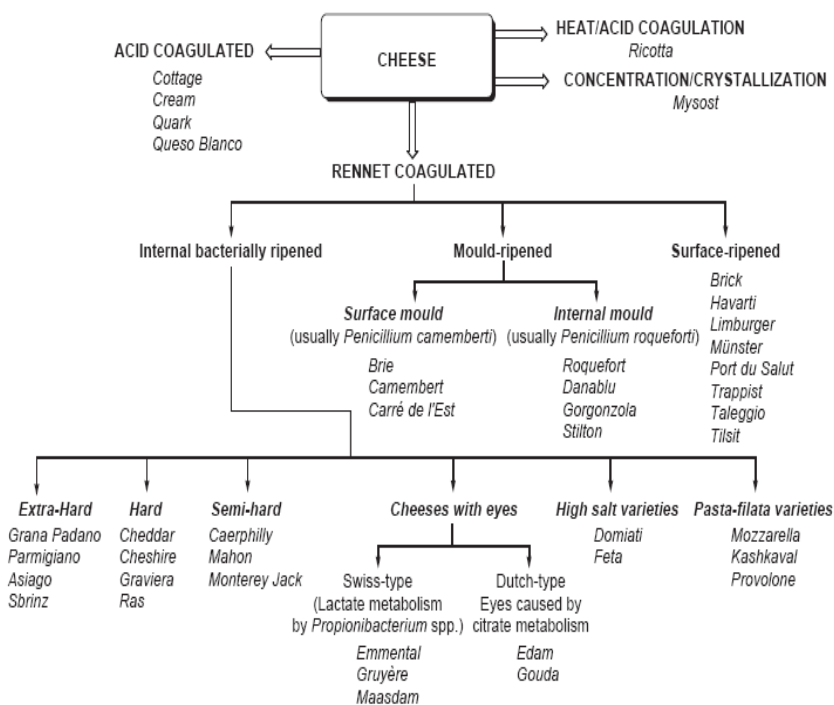 CHEESE
ACID COAGULATED
Cottage
Cream
Quark
Queso Blanco
HEAT/ACID COAGULATION
Ricotta
CONCENTRATION/CRYSTALLIZATION
Mysost
RENNET COAGULATED
Internal bacterially ripened
Mould-ripened
Surface mould
(usually Penicillium camemberti)
Brie
Camembert
Carré de l'Est
Internal mould
(usually Penicillium roqueforti)
Roquefort
Danablu
Gorgonzola
Stilton
Surface-ripened
Brick
Havarti
Limburger
Münster
Port du Salut
Trappist
Taleggio
Tilsit
Extra-Hard
Grana Padano
Parmigiano
Asiago
Sbrinz
Hard
Cheddar
Cheshire
Graviera
Ras
Semi-hard
Caerphilly
Mahon
Monterey Jack
Cheeses with eyes
Swiss-type
(Lactate metabolism
by Propionibacterium spp.)
Emmental
Gruyère
Maasdam
Dutch-type
Eyes caused by
citrate metabolism
Edam
Gouda
High salt varieties
Domiati
Feta
Pasta-filata varieties
Mozzarella
Kashkaval
Provolone